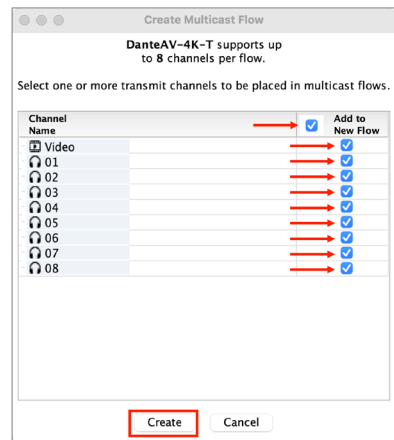 Create Multicast Flow
DanteAV-4K-T supports up
to 8 channels per flow.
Select one or more transmit channels to be placed in multicast flows.
Channel
Name
Add to
New Flow
Video
01
02
03
04
05
06
07
08
Create
Cancel